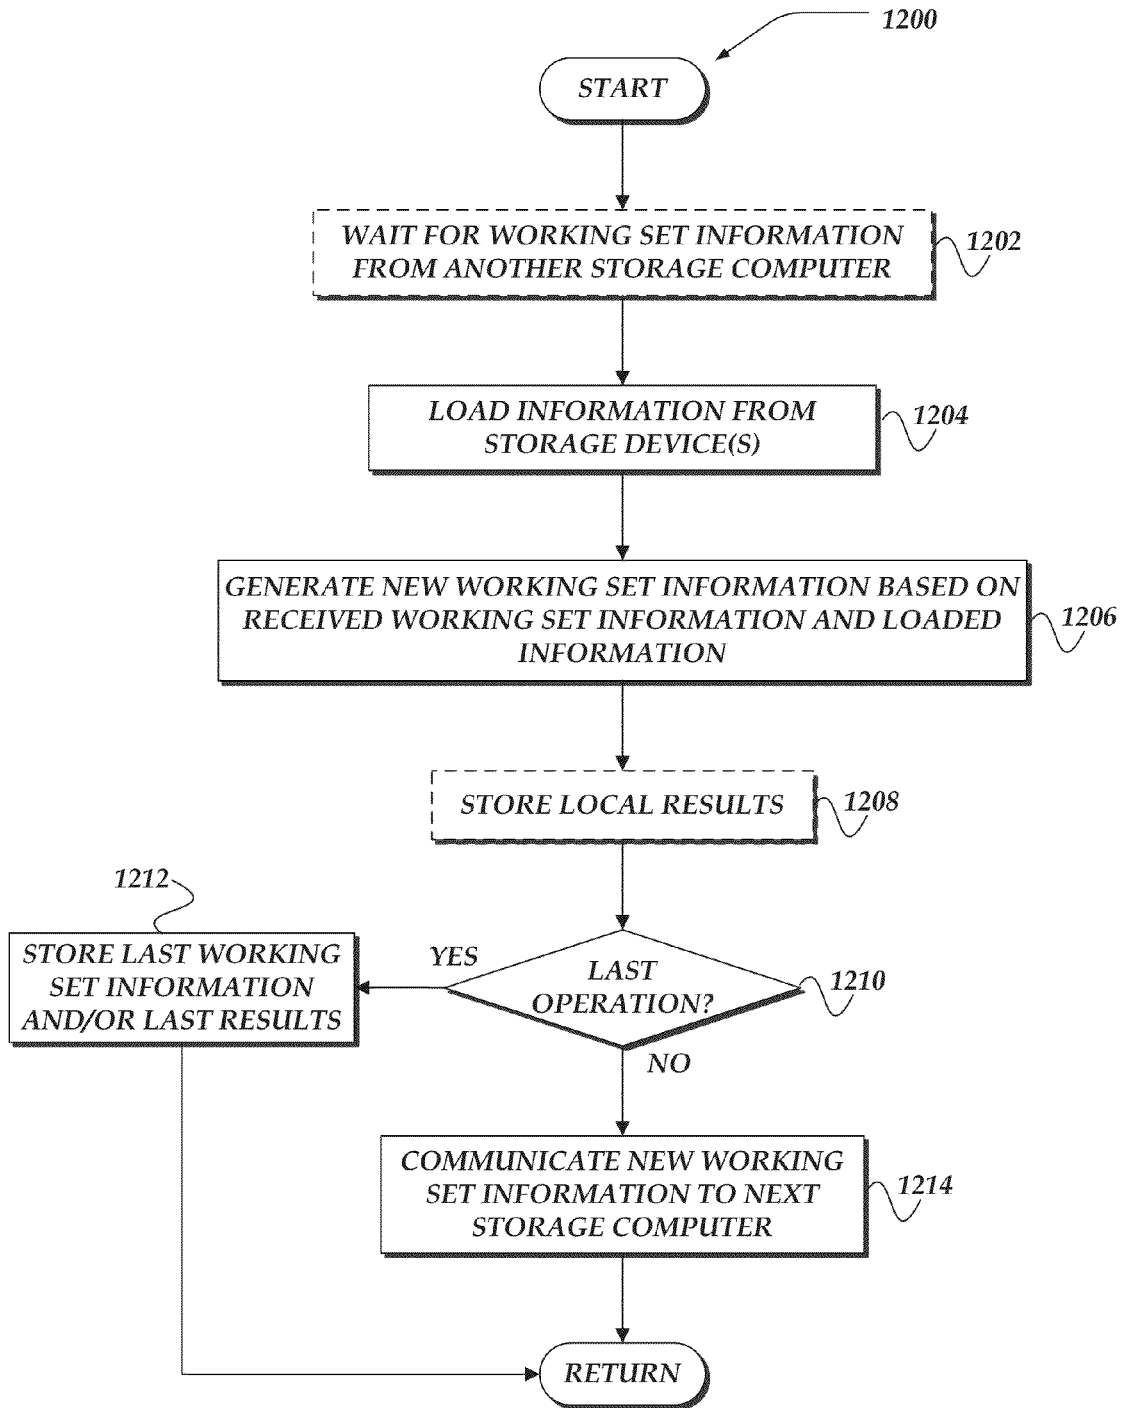 1200
START
WAIT FOR WORKING SET INFORMATION
FROM ANOTHER STORAGE COMPUTER
1202
LOAD INFORMATION FROM
STORAGE DEVICE(S)
1204
GENERATE NEW WORKING SET INFORMATION BASED ON
RECEIVED WORKING SET INFORMATION AND LOADED
INFORMATION
1206
STORE LOCAL RESULTS
1208
LAST
OPERATION?
1210
YES
1212
STORE LAST WORKING
SET INFORMATION
AND/OR LAST RESULTS
NO
COMMUNICATE NEW WORKING
SET INFORMATION TO NEXT
STORAGE COMPUTER
1214
RETURN